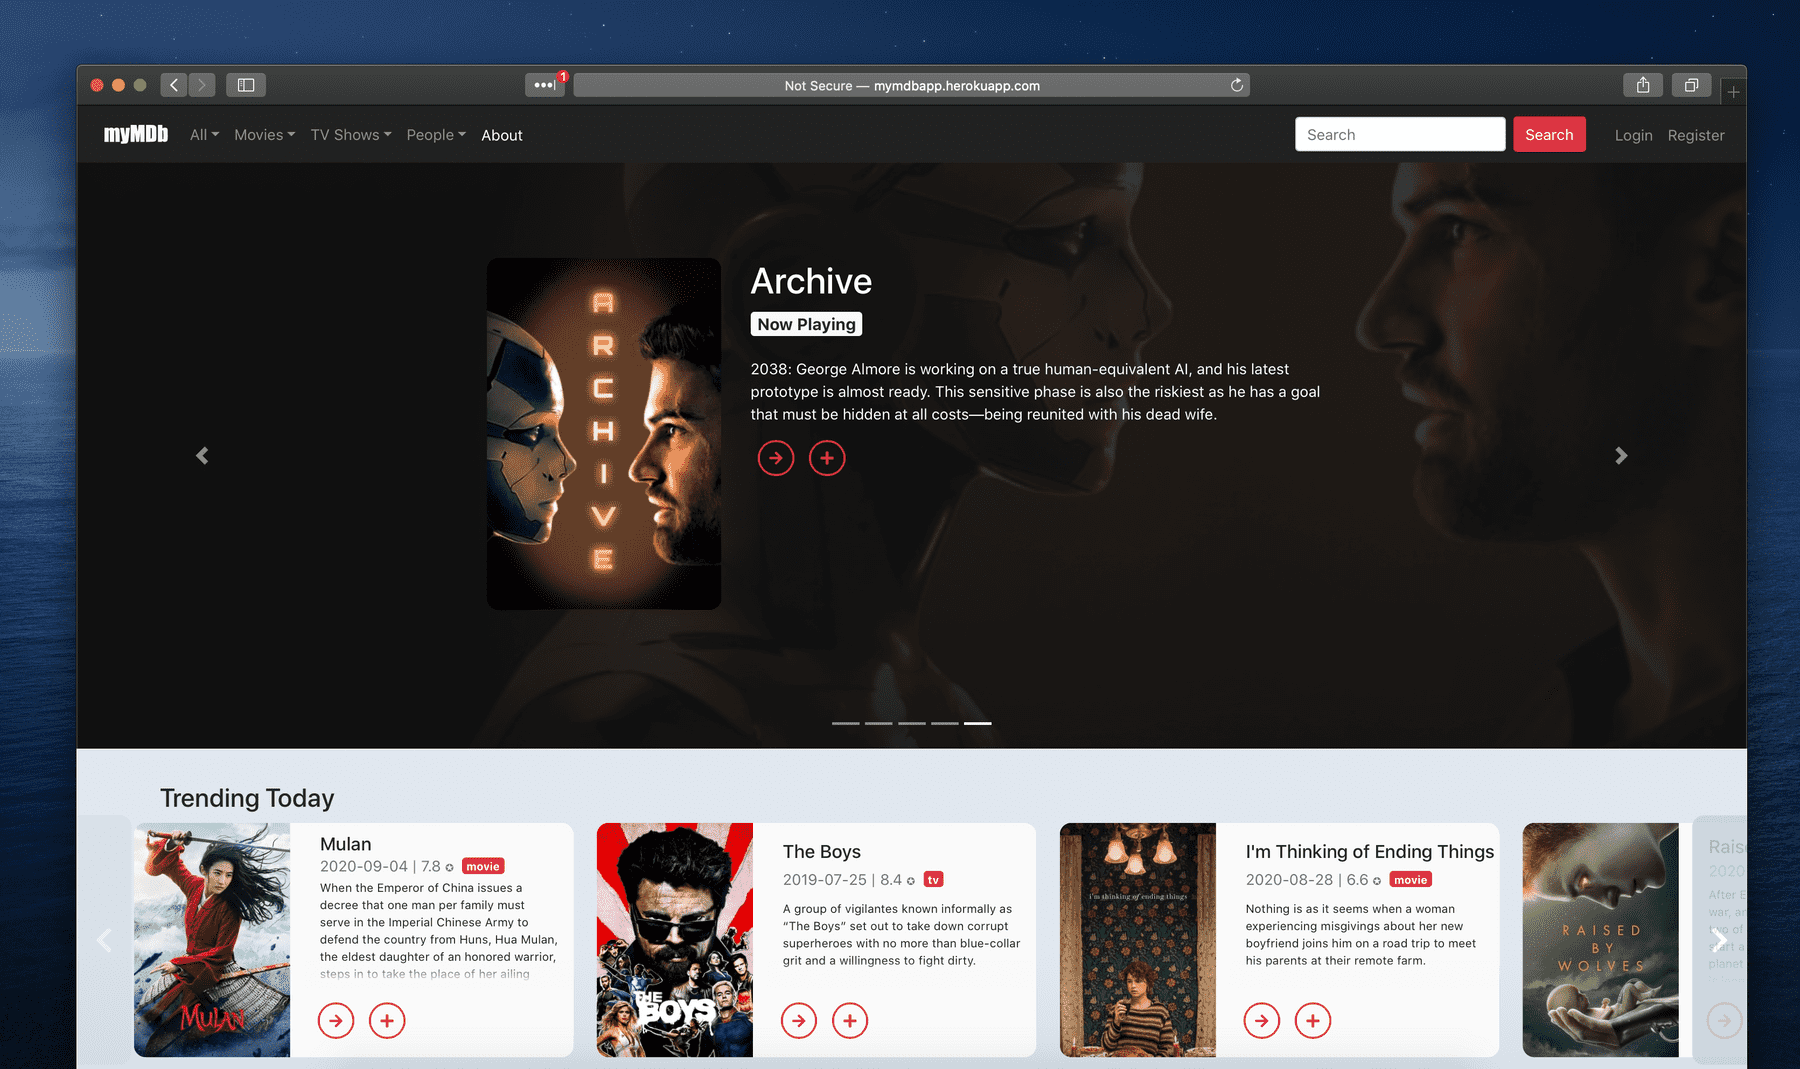 1
Not Secure — mymdbapp.herokuapp.com
myMDb All Movies TV Shows People About Search Search Login Register
ARCHIVE
Archive
Now Playing
2038: George Almore is working on a true human-equivalent AI, and his latest
prototype is almost ready. This sensitive phase is also the riskiest as he has a goal
that must be hidden at all costs—being reunited with his dead wife.
Trending Today
MULAN
Mulan
2020-09-04 | 7.8 movie
When the Emperor of China issues a
decree that one man per family must
serve in the Imperial Chinese Army to
defend the country from Huns, Hua Mulan,
the eldest daughter of an honored warrior,
steps in to take the place of her ailing
THE
BOYS
The Boys
2019-07-25 | 8.4 tv
A group of vigilantes known informally as
“The Boys” set out to take down corrupt
superheroes with no more than blue-collar
grit and a willingness to fight dirty.
i'm thinking of ending things
I'm Thinking of Ending Things
2020-08-28 | 6.6 movie
Nothing is as it seems when a woman
experiencing misgivings about her new
boyfriend joins him on a road trip to meet
his parents at their remote farm.
RAISED
BY
WOLVES
Rais
2020
After E
war, an
two of
start a
planet